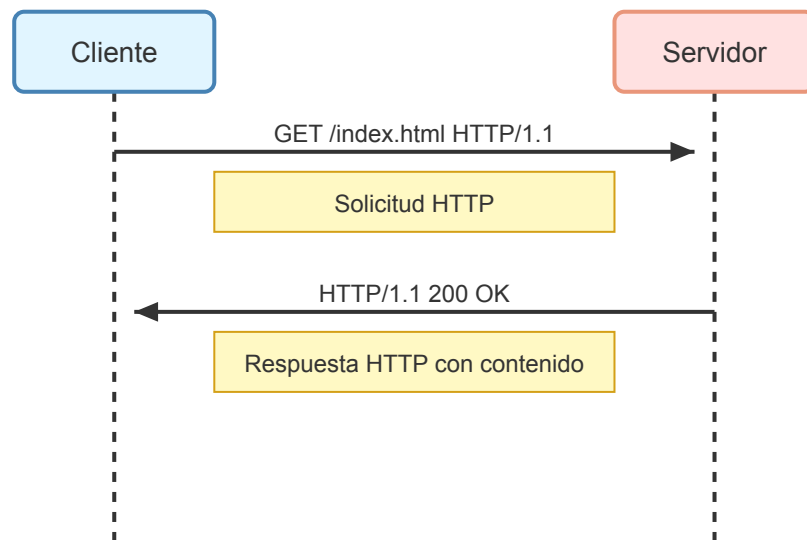 Cliente
Servidor
GET /index.html HTTP/1.1
Solicitud HTTP
HTTP/1.1 200 OK
Respuesta HTTP con contenido